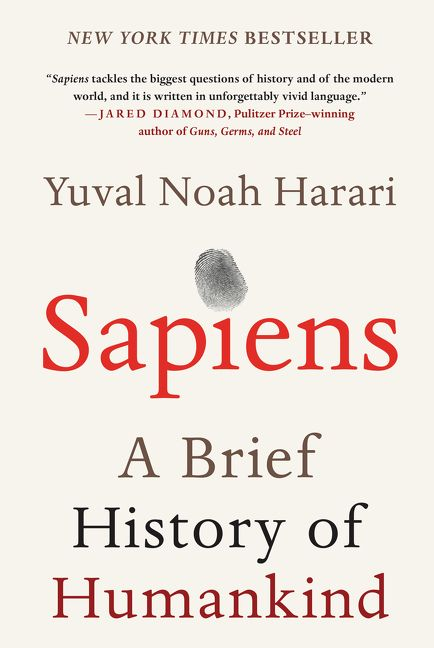 NEW YORK TIMES BESTSELLER
“Sapiens tackles the biggest questions of history and of the modern
world, and it is written in unforgettably vivid language.”
—JARED DIAMOND, Pulitzer Prize–winning
author of Guns, Germs, and Steel
Yuval Noah Harari
Sapiens
A Brief
History of
Humankind